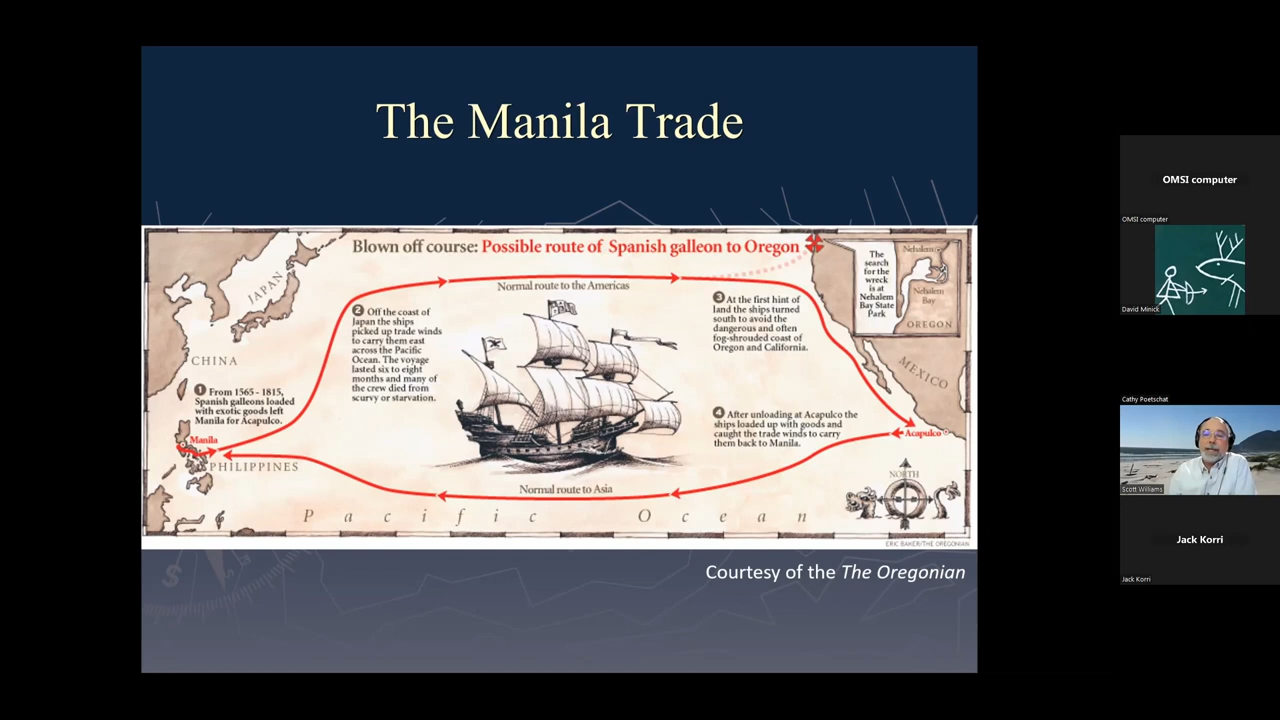 The Manila Trade
Blown off course: Possible route of Spanish galleon to Oregon
Normal route to the Americas
JAPAN
CHINA
1 From 1565 - 1815,
Spanish galleons loaded
with exotic goods left
Manila for Acapulco.
Manila
PHILIPPINES
2 Off the coast of
Japan the ships
picked up trade winds
to carry them east
across the Pacific
Ocean. The voyage
lasted six to eight
months and many of
the crew died from
scurvy or starvation.
3 At the first hint of
land the ships turned
south to avoid the
dangerous and often
fog-shrouded coast of
Oregon and California.
4 After unloading at Acapulco the
ships loaded up with goods and
caught the trade winds to carry
them back to Manila.
The
search
for the
wreck
is at
Nehalem
Bay State
Park
Nehalem
Nehalem
Bay
OREGON
MEXICO
Acapulco
NORTH
Normal route to Asia
Pacific Ocean
ERIC BAKER/THE OREGONIAN
Courtesy of the The Oregonian
OMSI computer
OMSI computer
David Minick
Cathy Poetschat
Scott Williams
Jack Korri
Jack Korri